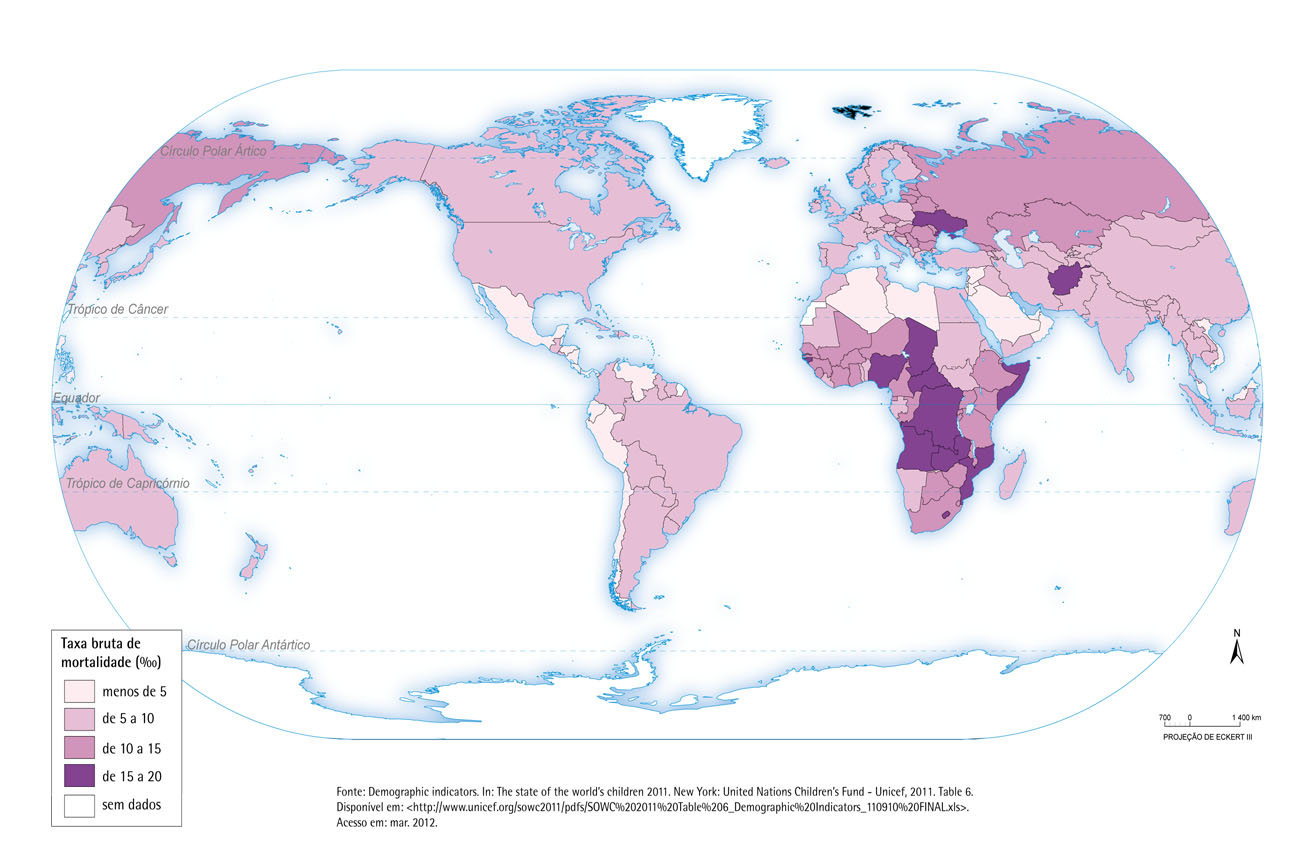 Círculo Polar Ártico
Trópico de Câncer
Equador
Trópico de Capricórnio
Círculo Polar Antártico
Taxa bruta de
mortalidade (‰)
menos de 5
de 5 a 10
de 10 a 15
de 15 a 20
sem dados
N
700 0 1 400 km
PROJEÇÃO DE ECKERT III
Fonte: Demographic indicators. In: The state of the world's children 2011. New York: United Nations Children's Fund - Unicef, 2011. Table 6.
Disponível em: <http://www.unicef.org/sowc2011/pdfs/SOWC%202011%20Table%206_Demographic%20Indicators_110910%20FINAL.xls>.
Acesso em: mar. 2012.